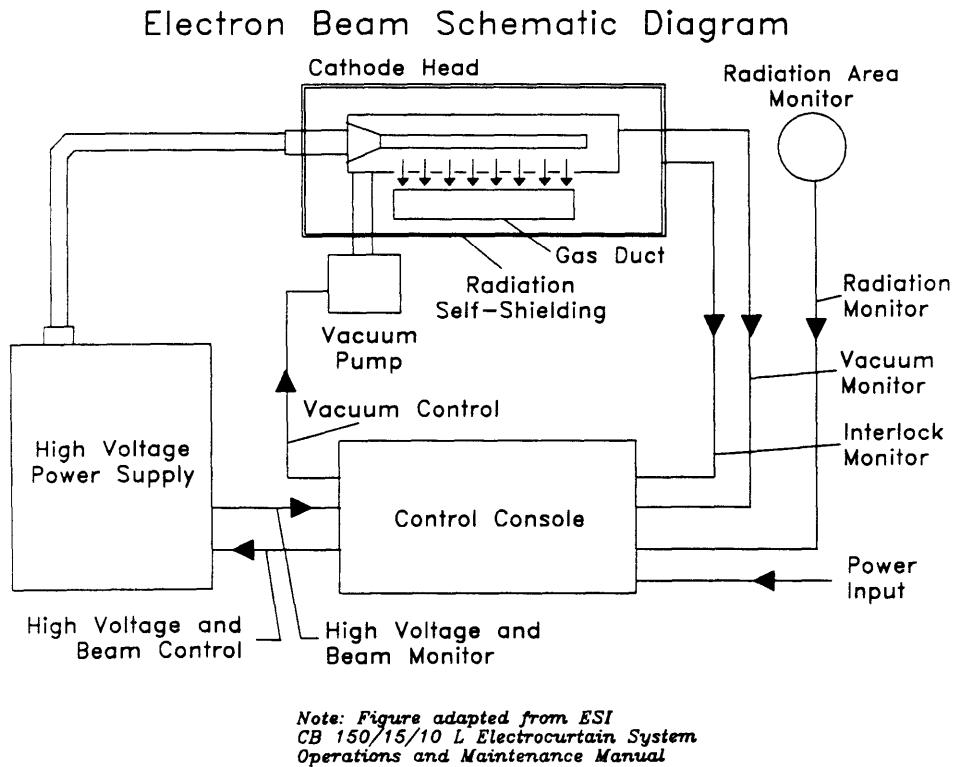 Electron Beam Schematic Diagram
Cathode Head
Radiation Area
Monitor
Gas Duct
Radiation
Self-Shielding
Vacuum
Pump
Radiation
Monitor
Vacuum
Monitor
Vacuum Control
Interlock
Monitor
High Voltage
Power Supply
Control Console
Power
Input
High Voltage and
Beam Control
High Voltage and
Beam Monitor
Note: Figure adapted from ESI
CB 150/15/10 L Electrocurtain System
Operations and Maintenance Manual